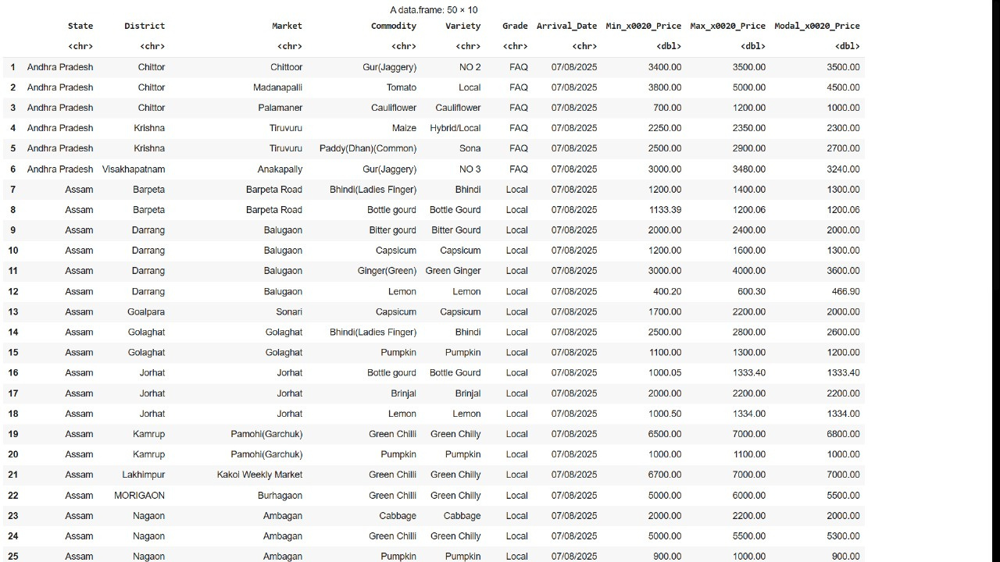 A data.frame: 50 × 10
State District Market Commodity Variety Grade Arrival_Date Min_x0020_Price Max_x0020_Price Modal_x0020_Price
<chr> <chr> <chr> <chr> <chr> <chr> <chr> <dbl> <dbl> <dbl>
1 Andhra Pradesh Chittor Chittoor Gur(Jaggery) NO 2 FAQ 07/08/2025 3400.00 3500.00 3500.00
2 Andhra Pradesh Chittor Madanapalli Tomato Local FAQ 07/08/2025 3800.00 5000.00 4500.00
3 Andhra Pradesh Chittor Palamaner Cauliflower Cauliflower FAQ 07/08/2025 700.00 1200.00 1000.00
4 Andhra Pradesh Krishna Tiruvuru Maize Hybrid/Local FAQ 07/08/2025 2250.00 2350.00 2300.00
5 Andhra Pradesh Krishna Tiruvuru Paddy(Dhan)(Common) Sona FAQ 07/08/2025 2500.00 2900.00 2700.00
6 Andhra Pradesh Visakhapatnam Anakapally Gur(Jaggery) NO 3 FAQ 07/08/2025 3000.00 3480.00 3240.00
7 Assam Barpeta Barpeta Road Bhindi(Ladies Finger) Bhindi Local 07/08/2025 1200.00 1400.00 1300.00
8 Assam Barpeta Barpeta Road Bottle gourd Bottle Gourd Local 07/08/2025 1133.39 1200.06 1200.06
9 Assam Darrang Balugaon Bitter gourd Bitter Gourd Local 07/08/2025 2000.00 2400.00 2000.00
10 Assam Darrang Balugaon Capsicum Capsicum Local 07/08/2025 1200.00 1600.00 1300.00
11 Assam Darrang Balugaon Ginger(Green) Green Ginger Local 07/08/2025 3000.00 4000.00 3600.00
12 Assam Darrang Balugaon Lemon Lemon Local 07/08/2025 400.20 600.30 466.90
13 Assam Goalpara Sonari Capsicum Capsicum Local 07/08/2025 1700.00 2200.00 2000.00
14 Assam Golaghat Golaghat Bhindi(Ladies Finger) Bhindi Local 07/08/2025 2500.00 2800.00 2600.00
15 Assam Golaghat Golaghat Pumpkin Pumpkin Local 07/08/2025 1100.00 1300.00 1200.00
16 Assam Jorhat Jorhat Bottle gourd Bottle Gourd Local 07/08/2025 1000.05 1333.40 1333.40
17 Assam Jorhat Jorhat Brinjal Brinjal Local 07/08/2025 2000.00 2200.00 2200.00
18 Assam Jorhat Jorhat Lemon Lemon Local 07/08/2025 1000.50 1334.00 1334.00
19 Assam Kamrup Pamohi(Garchuk) Green Chilli Green Chilly Local 07/08/2025 6500.00 7000.00 6800.00
20 Assam Kamrup Pamohi(Garchuk) Pumpkin Pumpkin Local 07/08/2025 1000.00 1100.00 1000.00
21 Assam Lakhimpur Kakoi Weekly Market Green Chilli Green Chilly Local 07/08/2025 6700.00 7000.00 7000.00
22 Assam MORIGAON Burhagaon Green Chilli Green Chilly Local 07/08/2025 5000.00 6000.00 5500.00
23 Assam Nagaon Ambagan Cabbage Cabbage Local 07/08/2025 2000.00 2200.00 2000.00
24 Assam Nagaon Ambagan Green Chilli Green Chilly Local 07/08/2025 5000.00 5500.00 5300.00
25 Assam Nagaon Ambagan Pumpkin Pumpkin Local 07/08/2025 900.00 1000.00 900.00